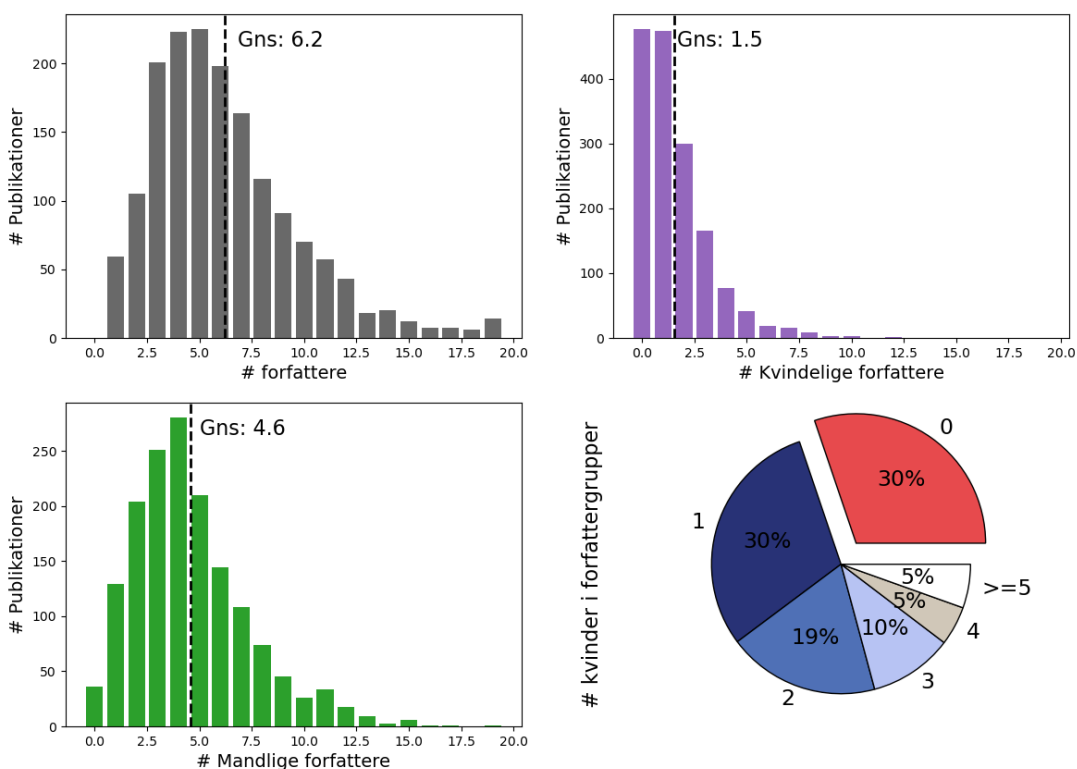 Gns: 6.2
# Publikationer
200
150
100
50
0
0.0 2.5 5.0 7.5 10.0 12.5 15.0 17.5 20.0
# forfattere
Gns: 1.5
# Publikationer
400
300
200
100
0
0.0 2.5 5.0 7.5 10.0 12.5 15.0 17.5 20.0
# Kvindelige forfattere
Gns: 4.6
# Publikationer
250
200
150
100
50
0
0.0 2.5 5.0 7.5 10.0 12.5 15.0 17.5 20.0
# Mandlige forfattere
# kvinder i forfattergrupper
0
30%
1
30%
2
19%
3
10%
4
5%
>=5
5%